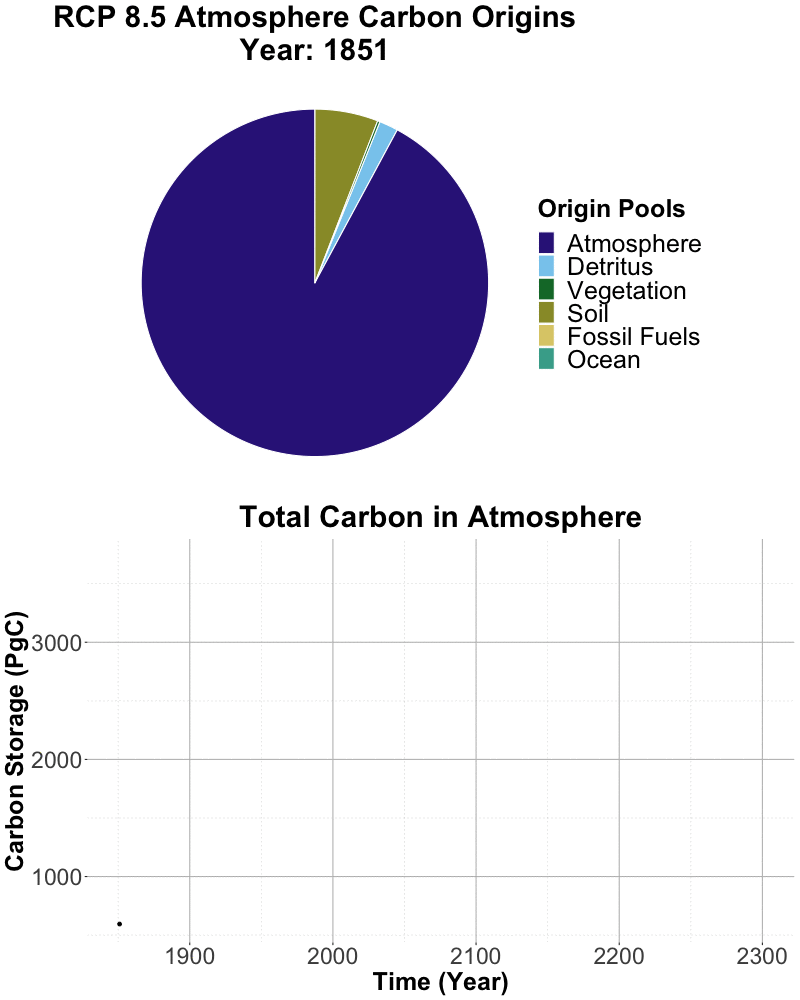 RCP 8.5 Atmosphere Carbon Origins
Year: 1851
Origin Pools
Atmosphere
Detritus
Vegetation
Soil
Fossil Fuels
Ocean
Total Carbon in Atmosphere
Carbon Storage (PgC)
3000
2000
1000
1900 2000 2100 2200 2300
Time (Year)